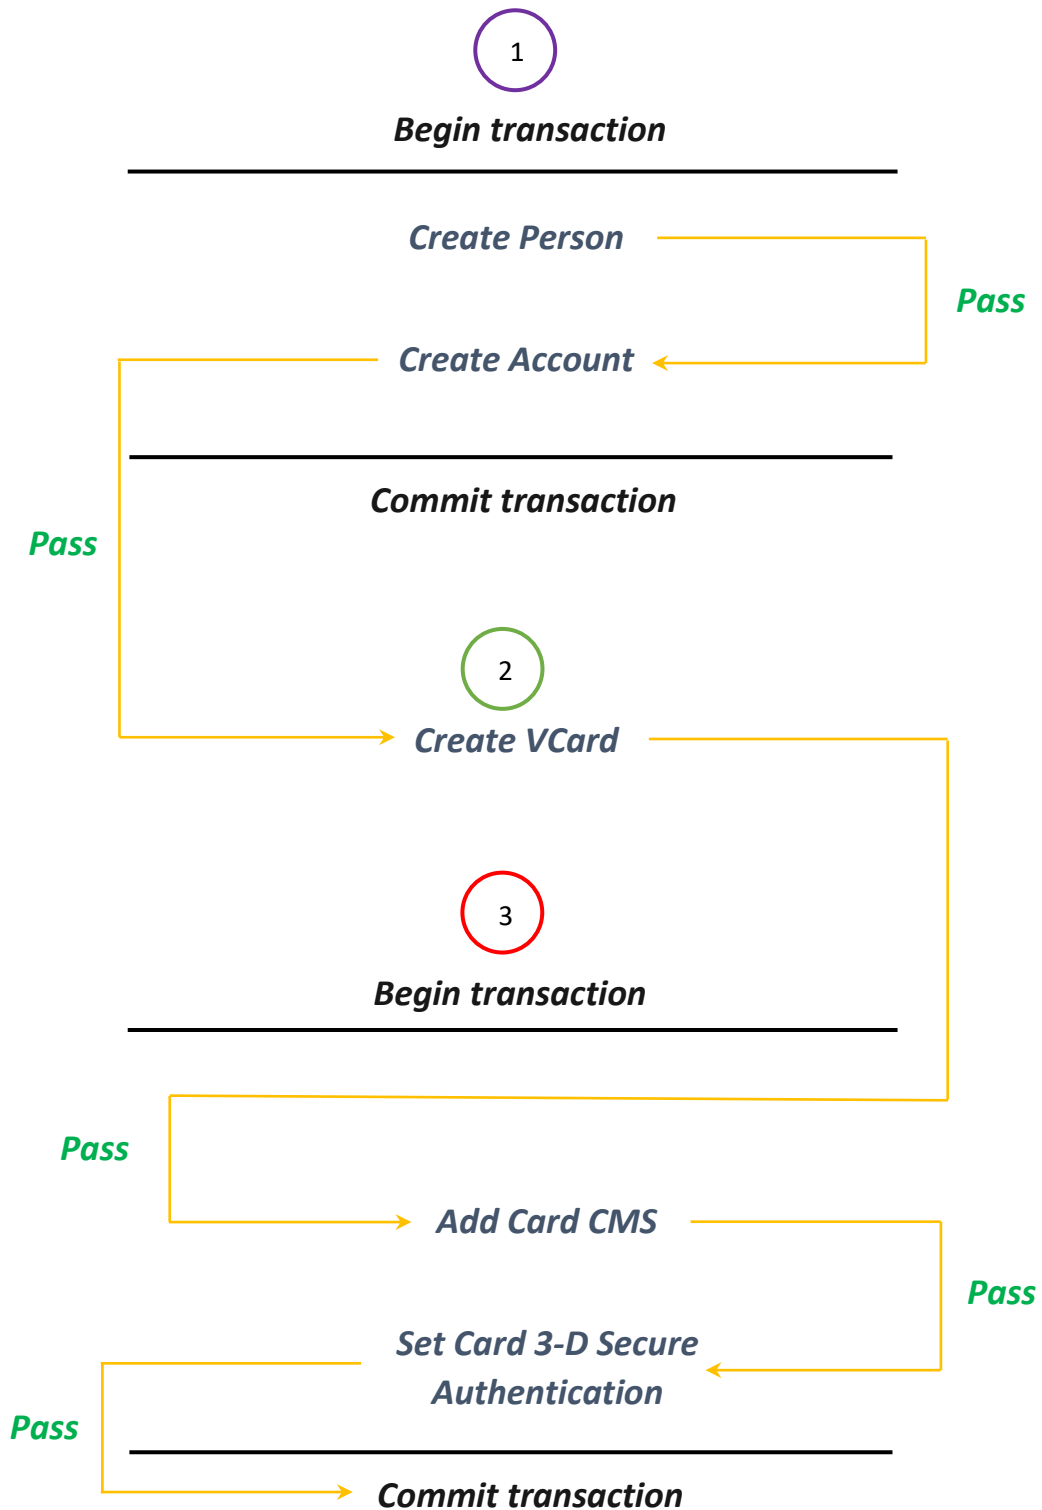 1
Begin transaction
Create Person
Pass
Create Account
Commit transaction
Pass
2
Create VCard
3
Begin transaction
Pass
Add Card CMS
Pass
Set Card 3-D Secure
Authentication
Pass
Commit transaction